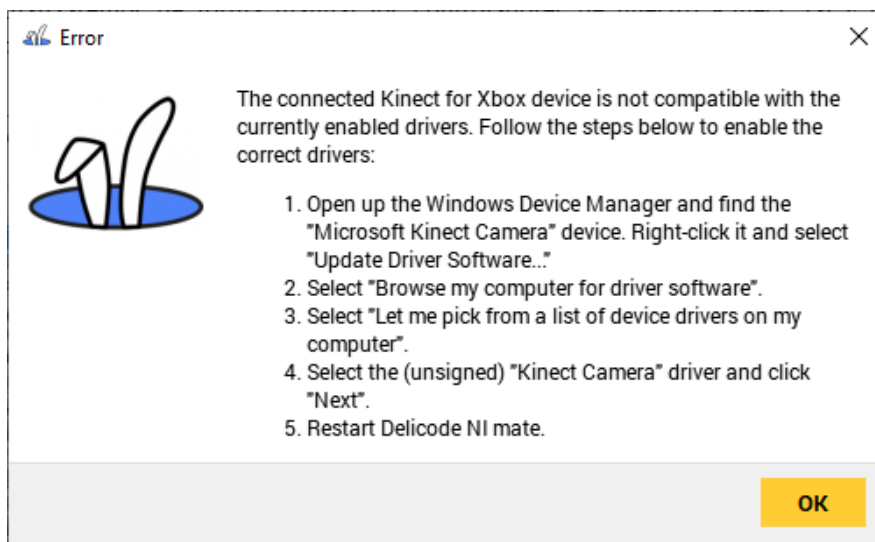 Error
The connected Kinect for Xbox device is not compatible with the
currently enabled drivers. Follow the steps below to enable the
correct drivers:
1. Open up the Windows Device Manager and find the
"Microsoft Kinect Camera" device. Right-click it and select
"Update Driver Software..."
2. Select "Browse my computer for driver software".
3. Select "Let me pick from a list of device drivers on my
computer".
4. Select the (unsigned) "Kinect Camera" driver and click
"Next".
5. Restart Delicode NI mate.
OK